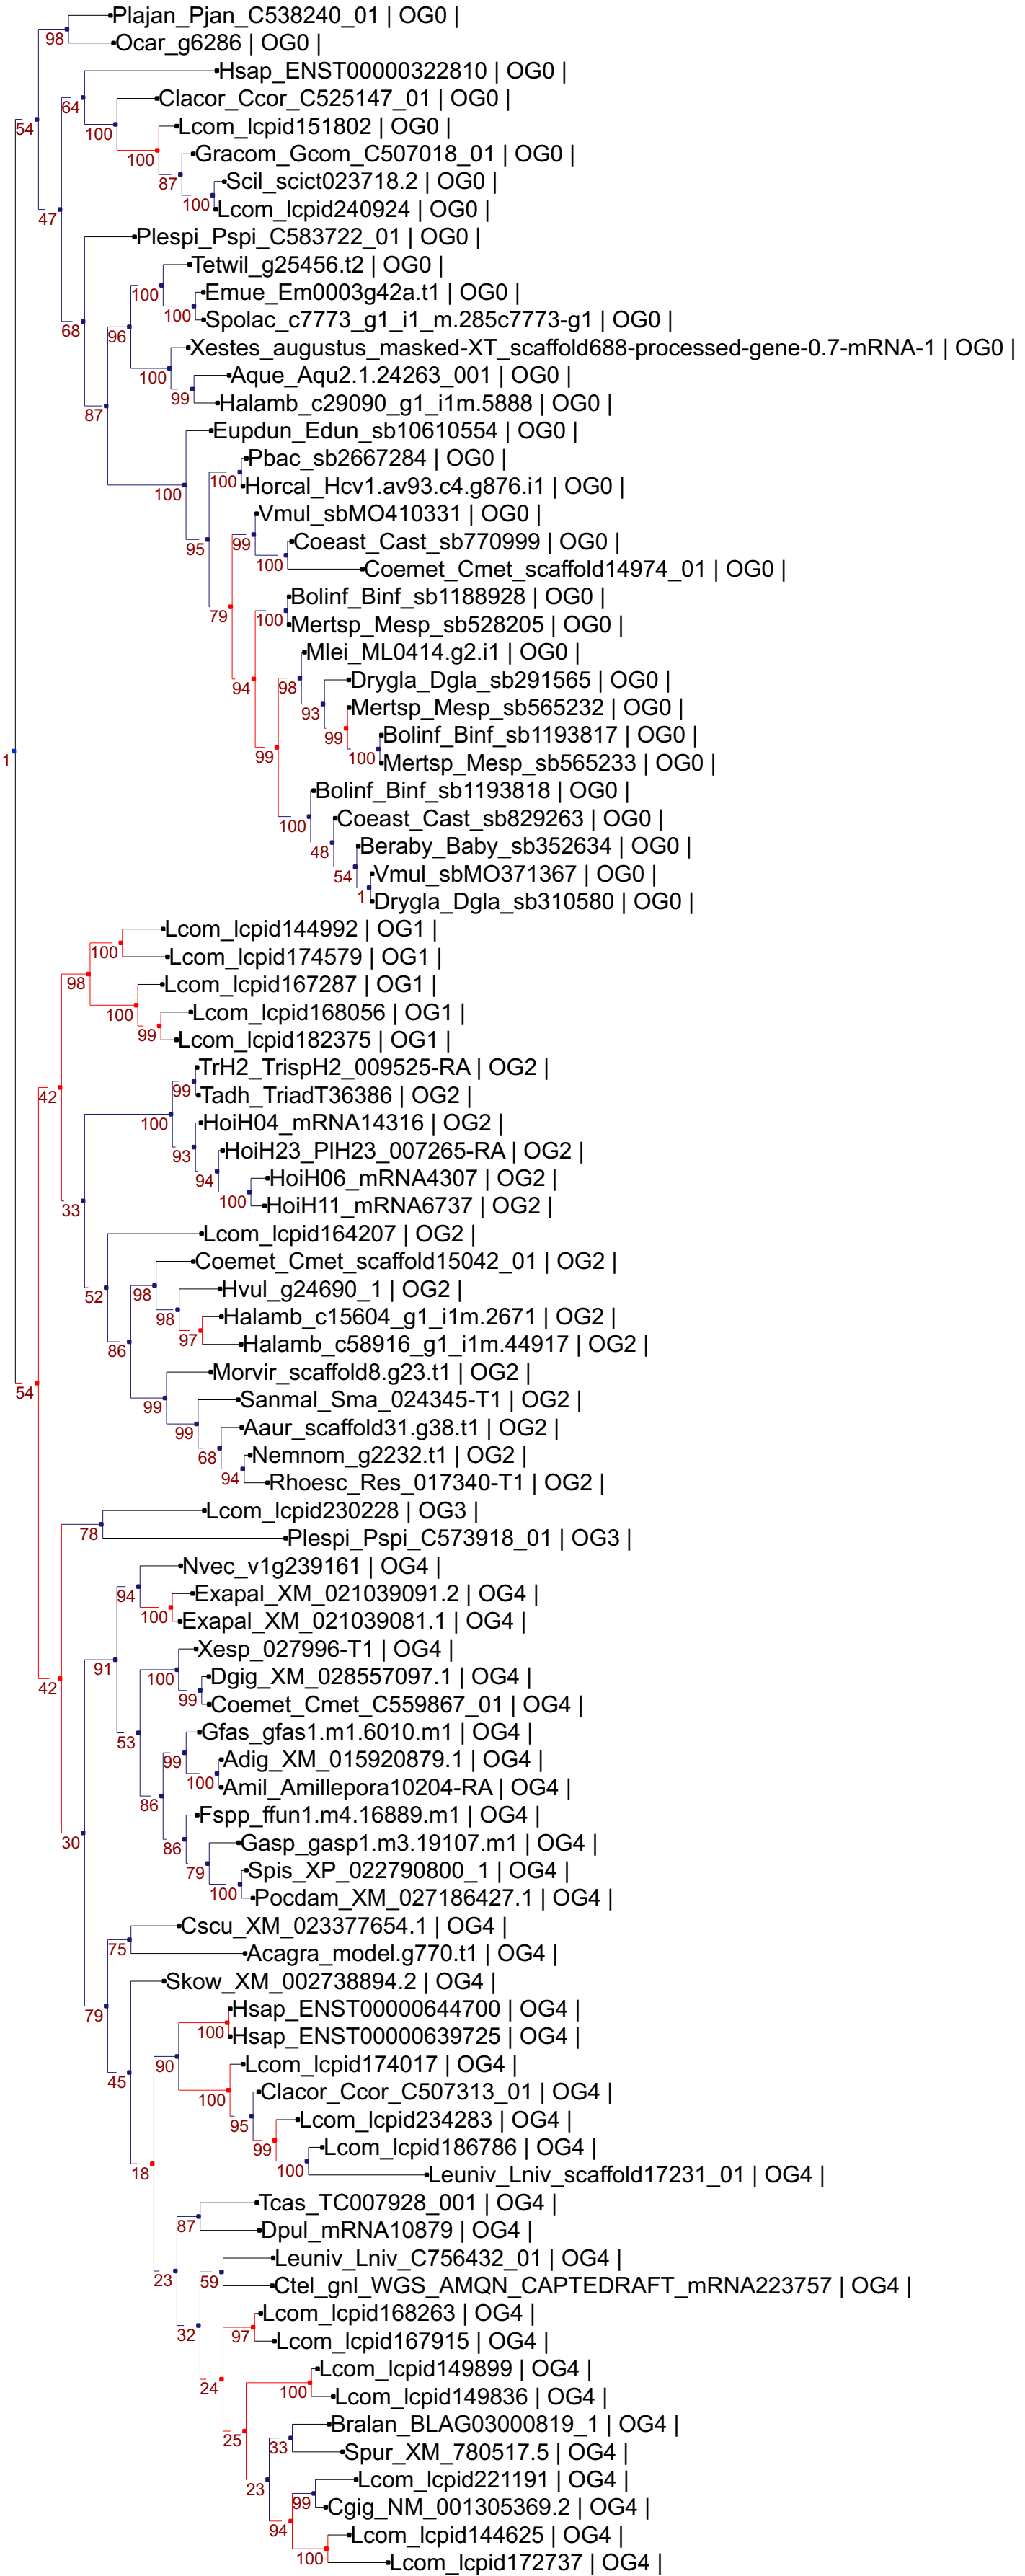 Plajan_Pjan_C538240_01 | OG0 |
98
Ocar_g6286 | OG0 |
Hsap_ENST00000322810 | OG0 |
64
Clacor_Ccor_C525147_01 | OG0 |
54
100
Lcom_lcpid151802 | OG0 |
100
Gracom_Gcom_C507018_01 | OG0 |
87
Scil_scict023718.2 | OG0 |
100
Lcom_lcpid240924 | OG0 |
47
Plespi_Pspi_C583722_01 | OG0 |
Tetwil_g25456.t2 | OG0 |
100
Emue_Em0003g42a.t1 | OG0 |
100
Spolac_c7773_g1_i1_m.285c7773-g1 | OG0 |
68
96
Xestes_augustus_masked-XT_scaffold688-processed-gene-0.7-mRNA-1 | OG0 |
100
Aque_Aqu2.1.24263_001 | OG0 |
99
Halamb_c29090_g1_i1m.5888 | OG0 |
87
Eupdun_Edun_sb10610554 | OG0 |
Pbac_sb2667284 | OG0 |
100
Horcal_Hcv1.av93.c4.g876.i1 | OG0 |
100
Vmul_sbMO410331 | OG0 |
95
99
Coeast_Cast_sb770999 | OG0 |
100
Coemet_Cmet_scaffold14974_01 | OG0 |
Bolinf_Binf_sb1188928 | OG0 |
79
100
Mertsp_Mesp_sb528205 | OG0 |
Mlei_ML0414.g2.i1 | OG0 |
94
98
Drygla_Dgla_sb291565 | OG0 |
93
Mertsp_Mesp_sb565232 | OG0 |
99
Bolinf_Binf_sb1193817 | OG0 |
1
99
100
Mertsp_Mesp_sb565233 | OG0 |
Bolinf_Binf_sb1193818 | OG0 |
100
Coeast_Cast_sb829263 | OG0 |
48
Beraby_Baby_sb352634 | OG0 |
54
Vmul_sbMO371367 | OG0 |
1
Drygla_Dgla_sb310580 | OG0 |
Lcom_lcpid144992 | OG1 |
100
Lcom_lcpid174579 | OG1 |
98
Lcom_lcpid167287 | OG1 |
100
Lcom_lcpid168056 | OG1 |
99
Lcom_lcpid182375 | OG1 |
TrH2_TrispH2_009525-RA | OG2 |
42
99
Tadh_TriadT36386 | OG2 |
100
HoiH04_mRNA14316 | OG2 |
93
HoiH23_PlH23_007265-RA | OG2 |
94
HoiH06_mRNA4307 | OG2 |
100
HoiH11_mRNA6737 | OG2 |
33
Lcom_lcpid164207 | OG2 |
Coemet_Cmet_scaffold15042_01 | OG2 |
52
98
Hvul_g24690_1 | OG2 |
98
Halamb_c15604_g1_i1m.2671 | OG2 |
97
Halamb_c58916_g1_i1m.44917 | OG2 |
86
Morvir_scaffold8.g23.t1 | OG2 |
54
99
Sanmal_Sma_024345-T1 | OG2 |
99
Aaur_scaffold31.g38.t1 | OG2 |
68
Nemnom_g2232.t1 | OG2 |
94
Rhoesc_Res_017340-T1 | OG2 |
Lcom_lcpid230228 | OG3 |
78
Plespi_Pspi_C573918_01 | OG3 |
Nvec_v1g239161 | OG4 |
94
Exapal_XM_021039091.2 | OG4 |
100
Exapal_XM_021039081.1 | OG4 |
Xesp_027996-T1 | OG4 |
91
100
Dgig_XM_028557097.1 | OG4 |
42
99
Coemet_Cmet_C559867_01 | OG4 |
53
Gfas_gfas1.m1.6010.m1 | OG4 |
99
Adig_XM_015920879.1 | OG4 |
100
Amil_Amillepora10204-RA | OG4 |
86
Fspp_ffun1.m4.16889.m1 | OG4 |
30
86
Gasp_gasp1.m3.19107.m1 | OG4 |
79
Spis_XP_022790800_1 | OG4 |
100
Pocdam_XM_027186427.1 | OG4 |
Cscu_XM_023377654.1 | OG4 |
75
Acagra_model.g770.t1 | OG4 |
Skow_XM_002738894.2 | OG4 |
79
Hsap_ENST00000644700 | OG4 |
100
Hsap_ENST00000639725 | OG4 |
45
90
Lcom_lcpid174017 | OG4 |
100
Clacor_Ccor_C507313_01 | OG4 |
95
Lcom_lcpid234283 | OG4 |
99
Lcom_lcpid186786 | OG4 |
18
100
Leuniv_Lniv_scaffold17231_01 | OG4 |
Tcas_TC007928_001 | OG4 |
87
Dpul_mRNA10879 | OG4 |
Leuniv_Lniv_C756432_01 | OG4 |
23
59
Ctel_gnl_WGS_AMQN_CAPTEDRAFT_mRNA223757 | OG4 |
32
Lcom_lcpid168263 | OG4 |
97
Lcom_lcpid167915 | OG4 |
24
Lcom_lcpid149899 | OG4 |
100
Lcom_lcpid149836 | OG4 |
25
Bralan_BLAG03000819_1 | OG4 |
33
Spur_XM_780517.5 | OG4 |
23
Lcom_lcpid221191 | OG4 |
99
Cgig_NM_001305369.2 | OG4 |
94
Lcom_lcpid144625 | OG4 |
100
Lcom_lcpid172737 | OG4 |